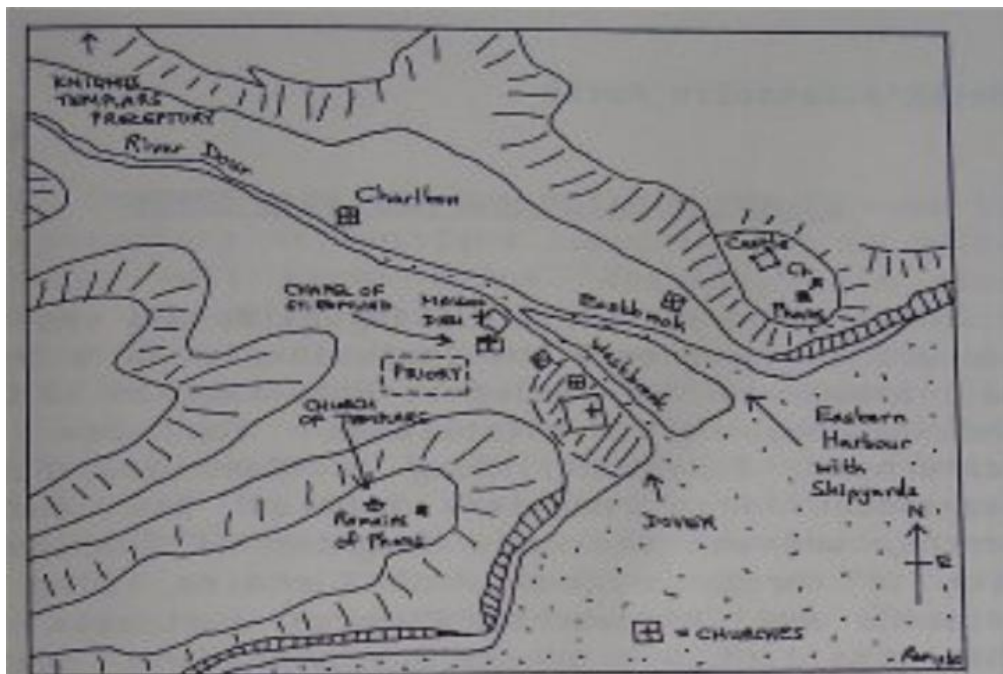 KNIGHTS
TEMPLARS
PRECEPTORY
River Dour
Charlton
Castle
Ch.
Pharos
CHAPEL OF
ST. EDMUND
MAISON
DIEU
Eastbrook
Westbrook
PRIORY
CHURCH
OF TEMPLARS
Remains
of Pharos
Eastern
Harbour
with
Shipyards
DOVER
N
E
= CHURCHES